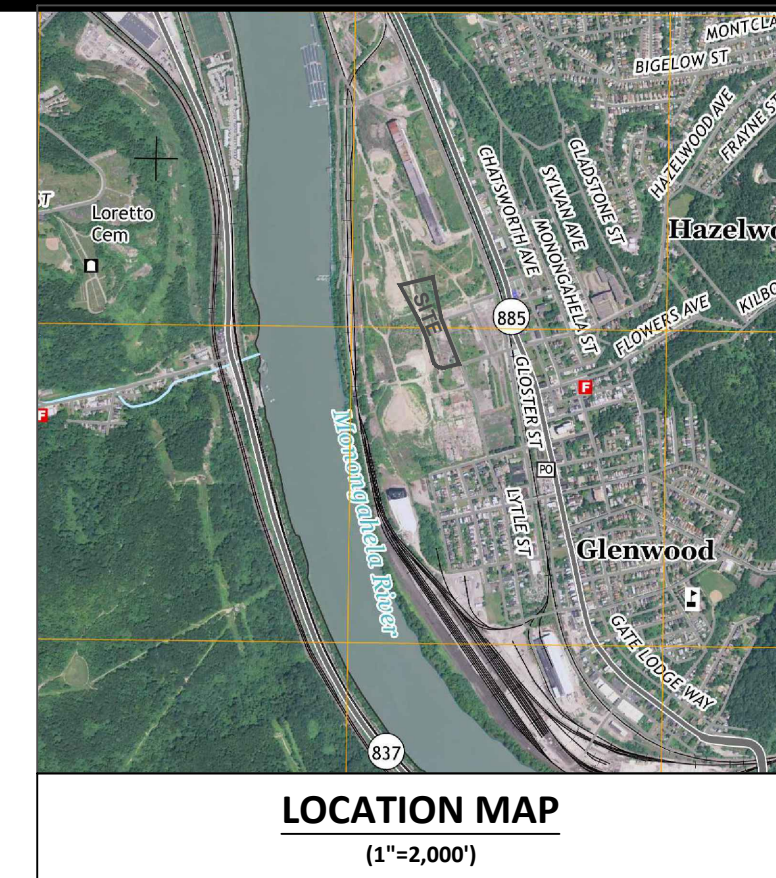 MONTCLA
BIGELOW ST
HAZELWOOD AVE
FRAYNE ST
GLADSTONE ST
SYLVAN AVE
CHATSWORTH AVE
MONONGAHELA ST
ST
Loretto
Cem
Hazelwo
SITE
885
FLOWERS AVE
KILBO
F
F
GLOSTER ST
Monongahela River
PO
LYTLE ST
Glenwood
GATE LODGE WAY
837
LOCATION MAP
(1"=2,000')